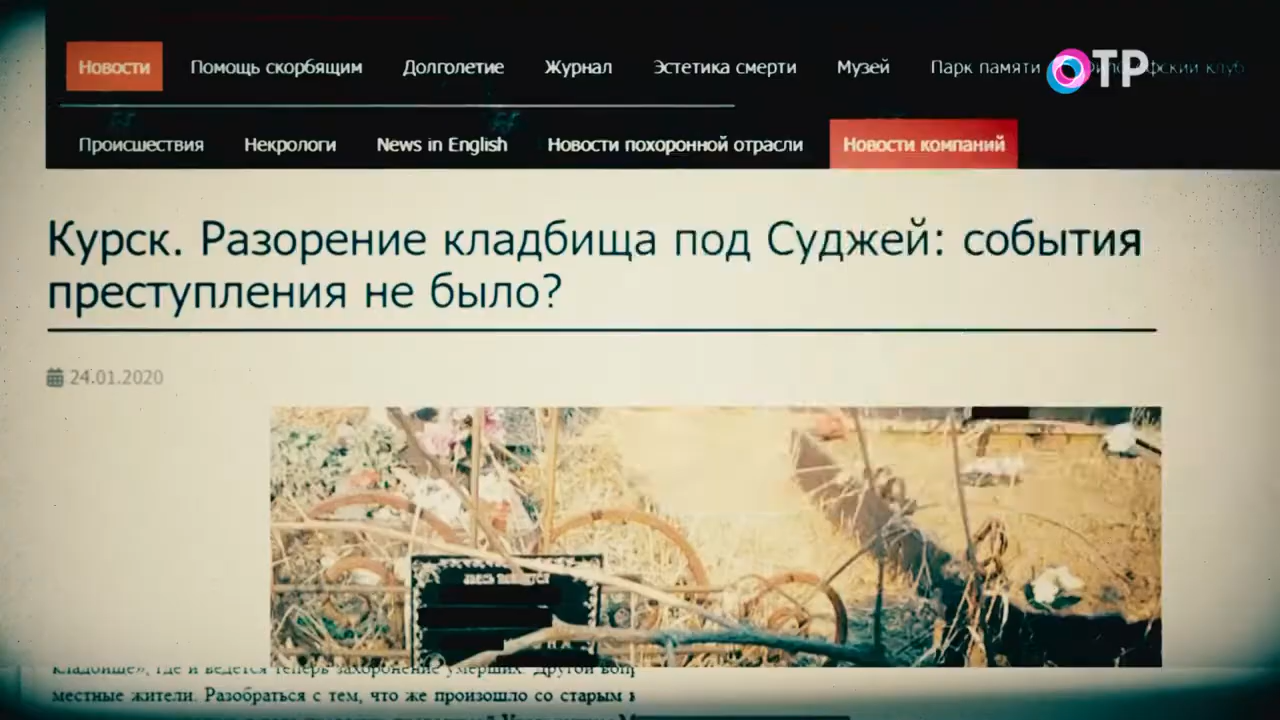 Новости Помощь скорбящим Долголетие Журнал Эстетика смерти Музей Парк памяти клуб
ОТР
Происшествия Некрологи News in English Новости похоронной отрасли Новости компаний
Курск. Разорение кладбища под Суджей: события
преступления не было?
24.01.2020
кладбище», где и ведется теперь захоронение умерших. Другой
местные жители. Разобраться с тем, что же произошло со старым